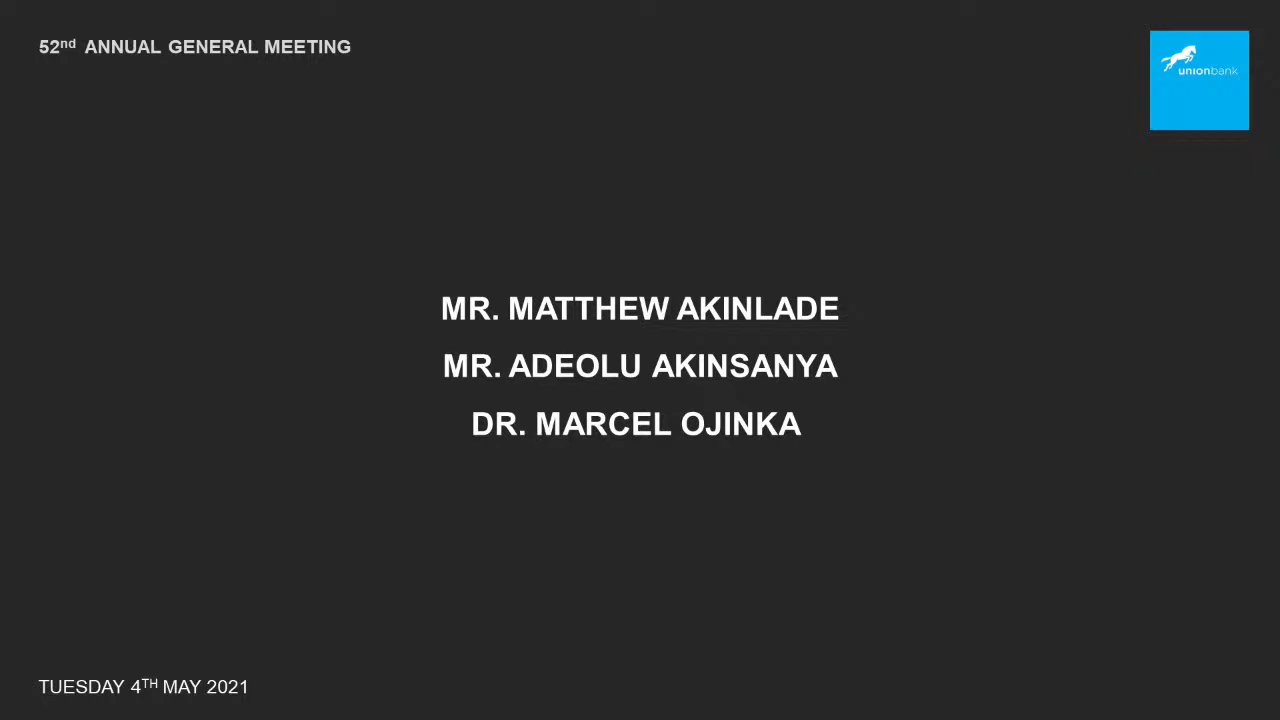 52nd ANNUAL GENERAL MEETING
unionbank
MR. MATTHEW AKINLADE
MR. ADEOLU AKINSANYA
DR. MARCEL OJINKA
TUESDAY 4TH MAY 2021